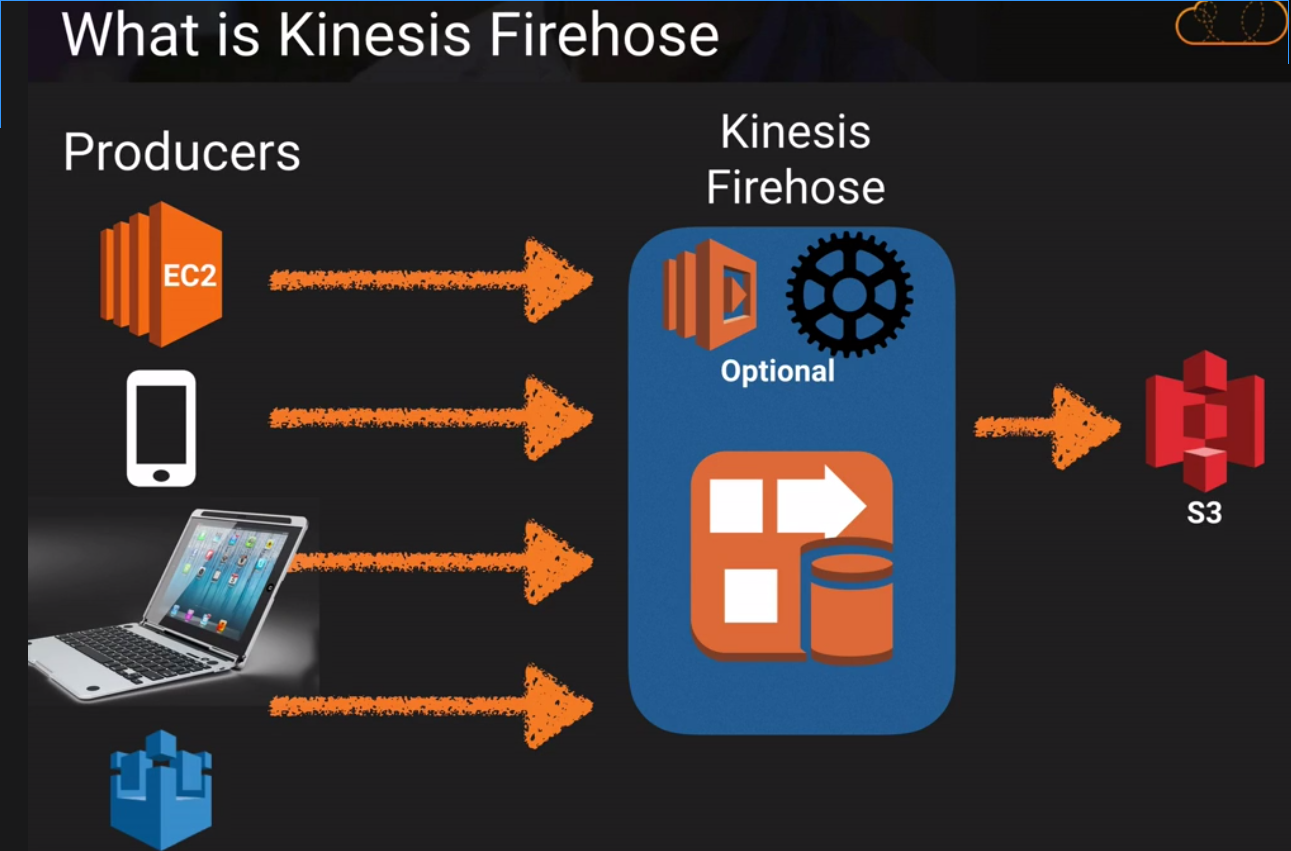 What is Kinesis Firehose
Producers
Kinesis
Firehose
EC2
Optional
S3